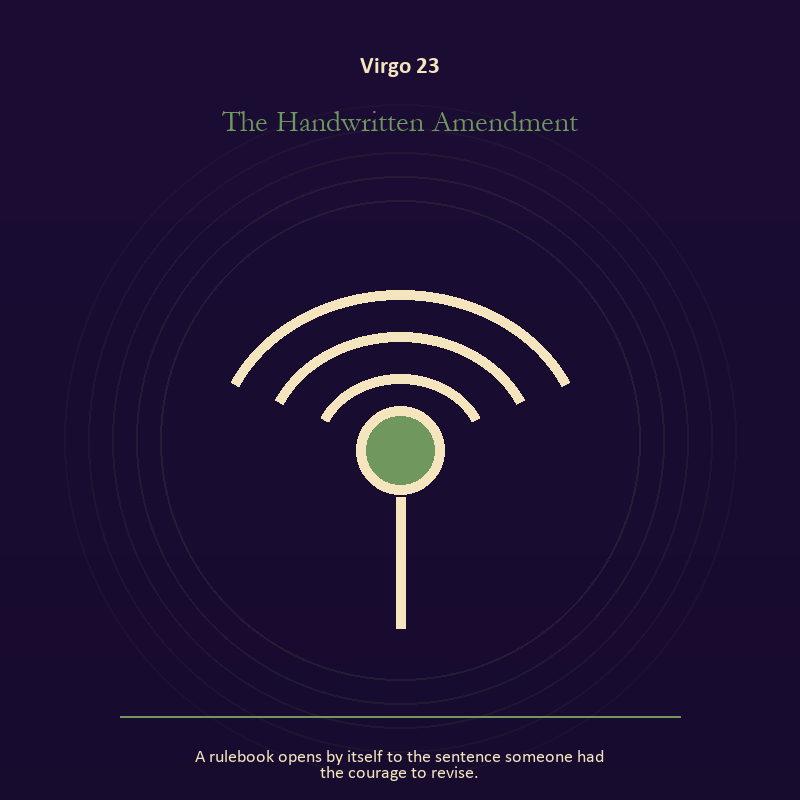 Virgo 23
The Handwritten Amendment
A rulebook opens by itself to the sentence someone had
the courage to revise.